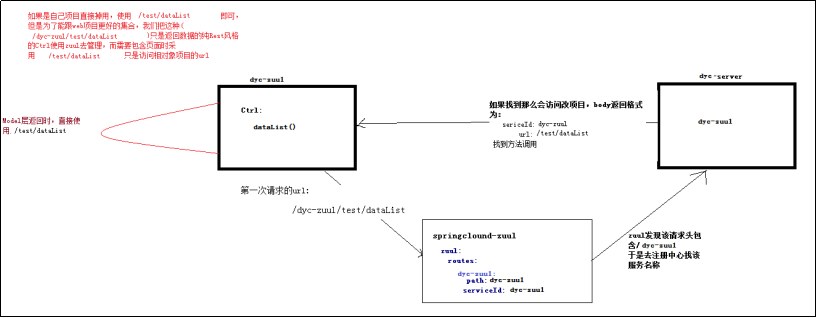 如果是自己项目直接掉用，使用 /test/dataList 即可，
但是为了能跟web项目更好的集合，我们把这种(
/dyc-zuul/test/dataList )只是返回数据的纯Rest风格
的Ctrl使用zuul去管理，而需要包含页面时采
用 /test/dataList 只是访问相对象项目的url
dyc-zuul
Ctrl:
dataList()
Model层返回时，直接使
用 /test/dataList
如果找到那么会访问改项目，body返回格式
为:
sericeId: dyc-zuul
url: /test/dataList
找到方法调用
dyc-server
dyc-zuul
第一次请求的url:
/dyc-zuul/test/dataList
springclound-zuul
zuul:
routes:
dyc-zuul:
path: dyc-zuul
serviceId: dyc-zuul
zuul发现该请求头包
含/dyc-zuul
于是去注册中心找该
服务名称